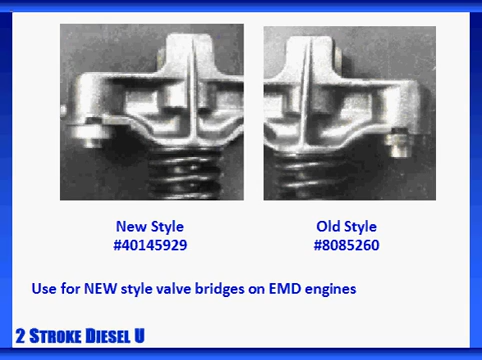 New Style
#40145929
Old Style
#8085260
Use for NEW style valve bridges on EMD engines
2 STROKE DIESEL U